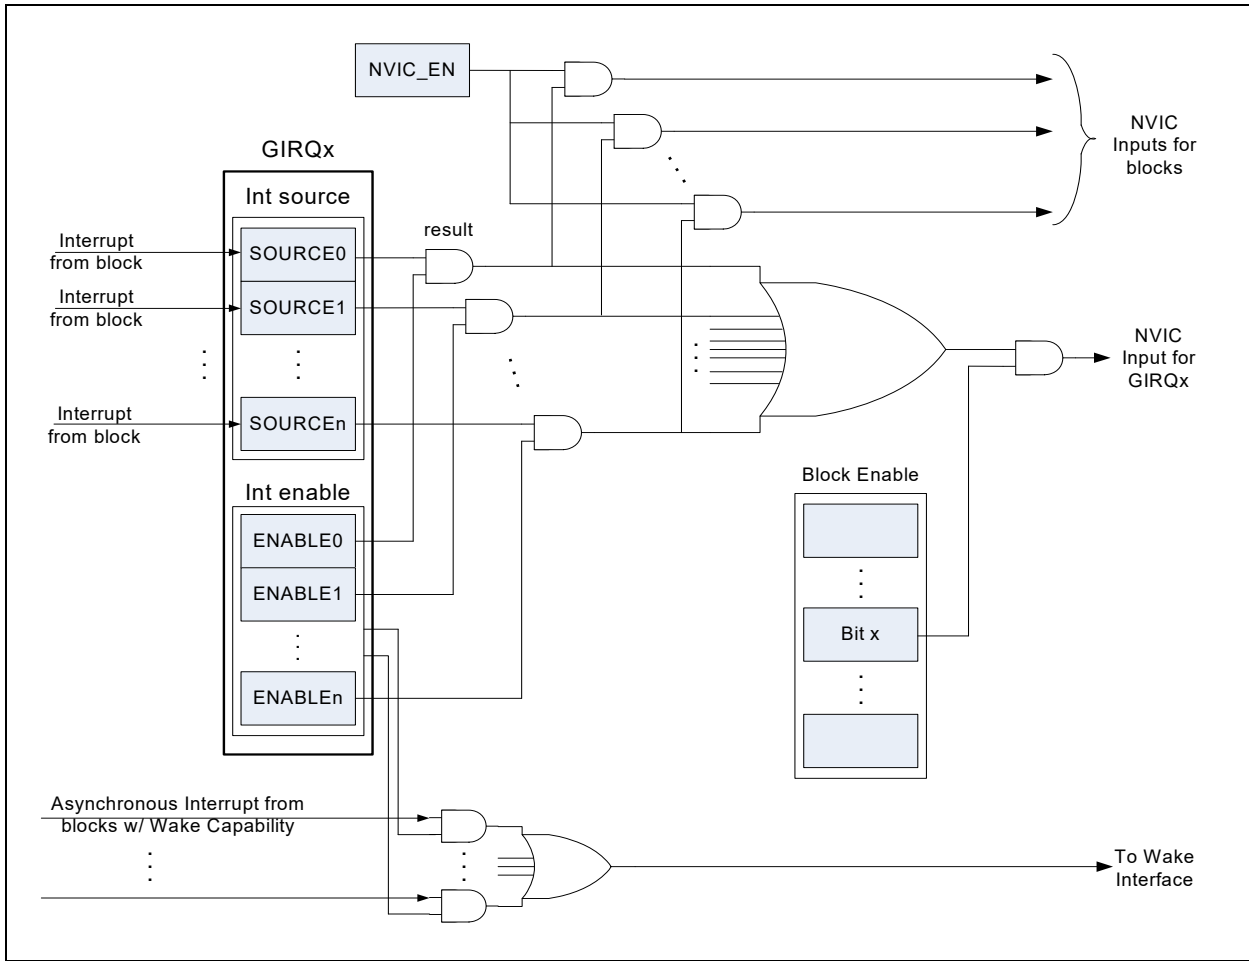 NVIC_EN
NVIC
Inputs for
blocks
GIRQx
Int source
result
Interrupt
from block
SOURCE0
Interrupt
from block
SOURCE1
NVIC
Input for
GIRQx
Interrupt
from block
SOURCEn
Int enable
Block Enable
ENABLE0
ENABLE1
Bit x
ENABLEn
Asynchronous Interrupt from
blocks w/ Wake Capability
To Wake
Interface